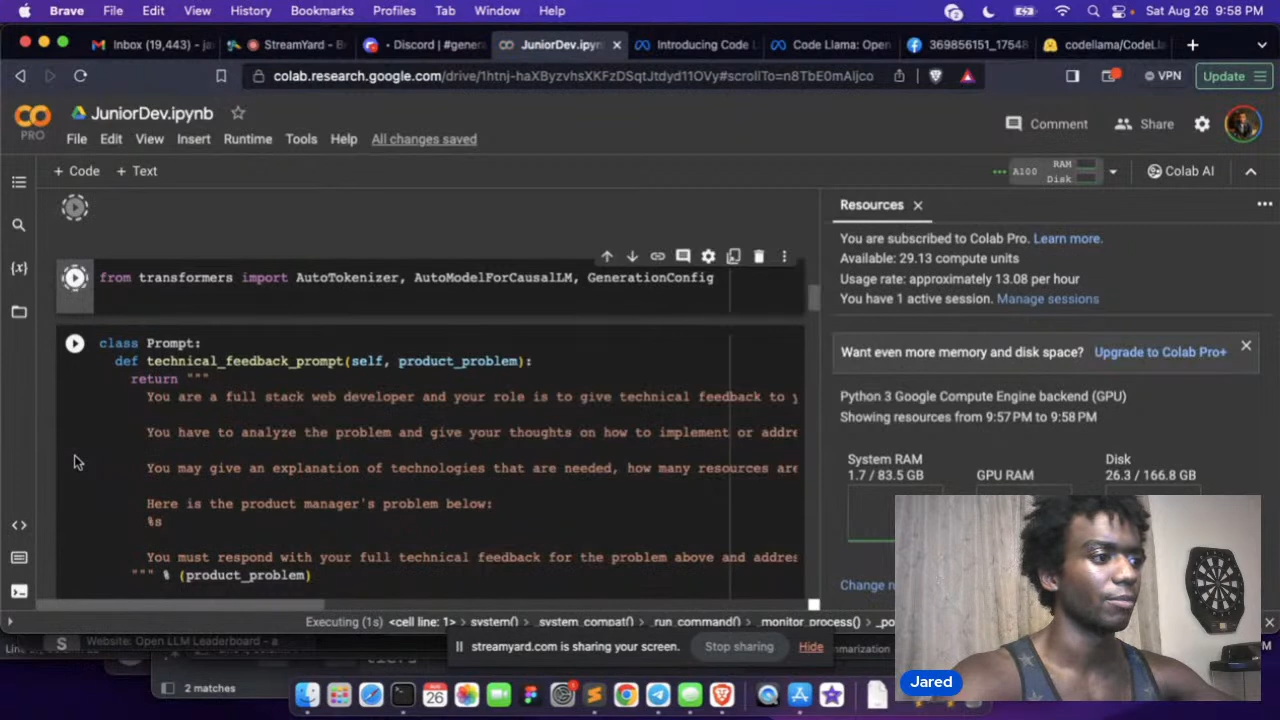 Brave File Edit View History Bookmarks Profiles Tab Window Help
2
Sat Aug 26 9:58 PM
Inbox (19,443) - j
StreamYard - B
• Discord | #gener
JuniorDev.ipyn
Introducing Code L
Code Llama: Open
369856151_17548
codellama/CodeLl
colab.research.google.com/drive/1htnj-haXByzvhsXKFzDSqtJtdyd11OVy#scrollTo=n8TbE0mAljco
VPN
Update
PRO
JuniorDev.ipynb
File Edit View Insert Runtime Tools Help All changes saved
Comment
Share
+ Code + Text
A100
RAM
Disk
Colab AI
from transformers import AutoTokenizer, AutoModelForCausalLM, GenerationConfig
class Prompt:
def technical_feedback_prompt(self, product_problem):
return """
You are a full stack web developer and your role is to give technical feedback to y
You have to analyze the problem and give your thoughts on how to implement or addre
You may give an explanation of technologies that are needed, how many resources are
Here is the product manager's problem below:
%s
You must respond with your full technical feedback for the problem above and addres
""" % (product_problem)
Resources
You are subscribed to Colab Pro. Learn more.
Available: 29.13 compute units
Usage rate: approximately 13.08 per hour
You have 1 active session. Manage sessions
Want even more memory and disk space? Upgrade to Colab Pro+
Python 3 Google Compute Engine backend (GPU)
Showing resources from 9:57 PM to 9:58 PM
System RAM
1.7 / 83.5 GB
GPU RAM
Disk
26.3 / 166.8 GB
Change
Executing (1s) <cell line: 1> system() _system_compat() _run_command() _monitor_process() _po
S
Website: Open LLM Leaderboard - a
streamyard.com is sharing your screen.
Stop sharing
Hide
2 matches
AUG
26
Jared